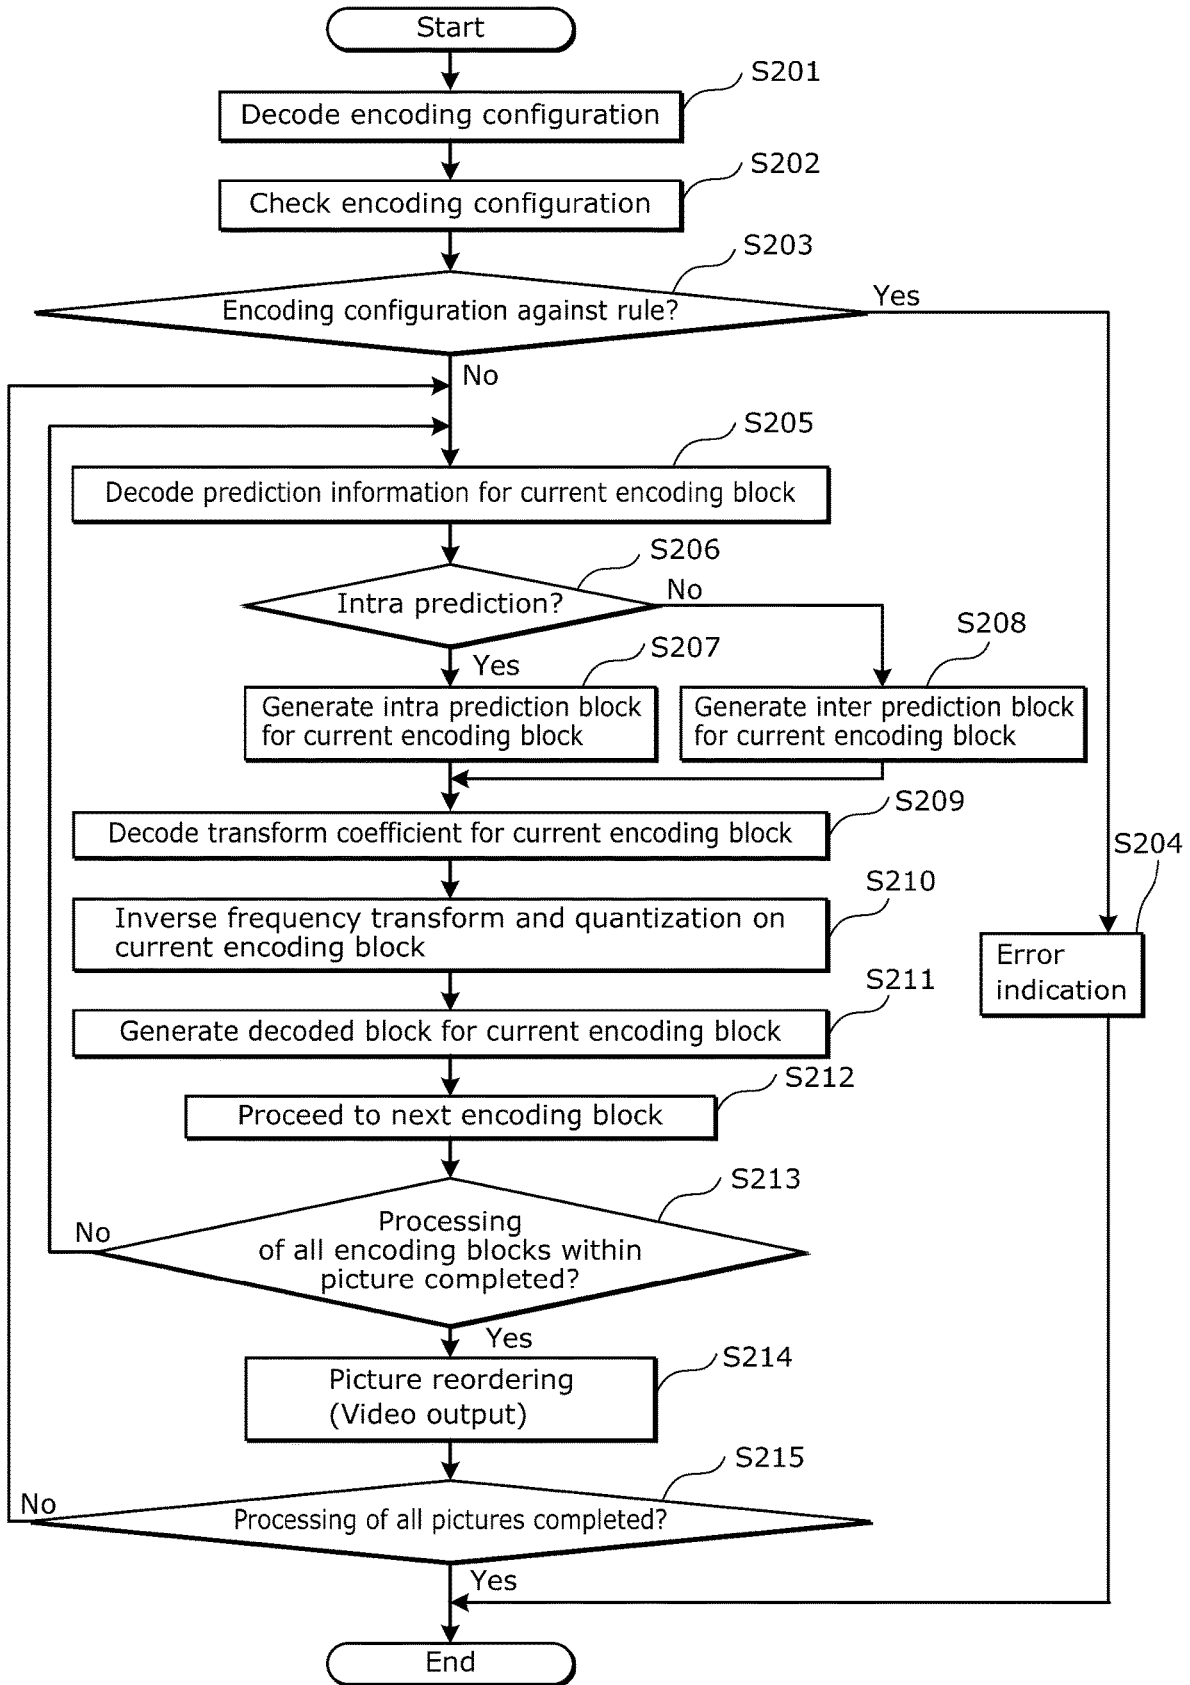 Start
S201
Decode encoding configuration
S202
Check encoding configuration
S203
Encoding configuration against rule?
Yes
No
S205
Decode prediction information for current encoding block
S206
Intra prediction?
No
Yes
S207
S208
Generate intra prediction block
for current encoding block
Generate inter prediction block
for current encoding block
S209
Decode transform coefficient for current encoding block
S204
Error
indication
S210
Inverse frequency transform and quantization on
current encoding block
S211
Generate decoded block for current encoding block
S212
Proceed to next encoding block
S213
Processing
of all encoding blocks within
picture completed?
No
Yes
S214
Picture reordering
(Video output)
S215
Processing of all pictures completed?
No
Yes
End